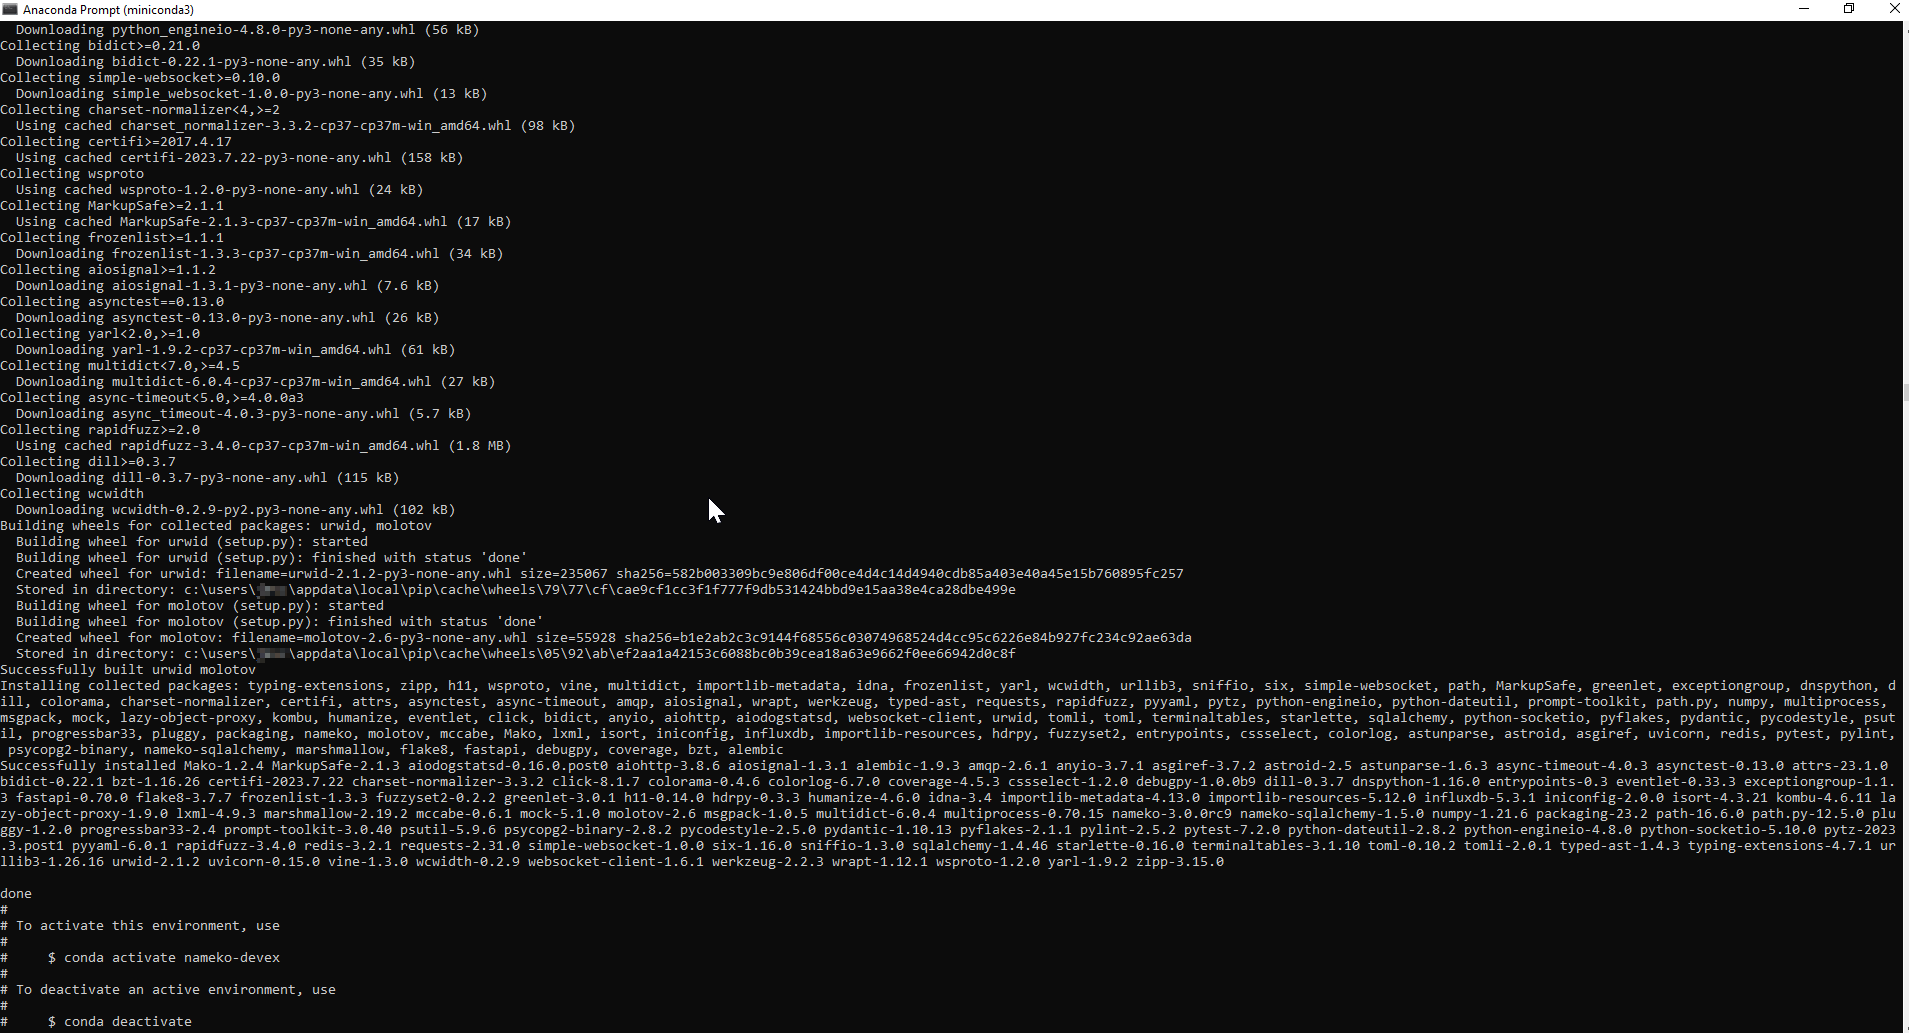 Anaconda Prompt (miniconda3)
Downloading python_engineio-4.8.0-py3-none-any.whl (56 kB)
Collecting bidict>=0.21.0
Downloading bidict-0.22.1-py3-none-any.whl (35 kB)
Collecting simple-websocket>=0.10.0
Downloading simple_websocket-1.0.0-py3-none-any.whl (13 kB)
Collecting charset-normalizer<4,>=2
Using cached charset_normalizer-3.3.2-cp37-cp37m-win_amd64.whl (98 kB)
Collecting certifi>=2017.4.17
Using cached certifi-2023.7.22-py3-none-any.whl (158 kB)
Collecting wsproto
Using cached wsproto-1.2.0-py3-none-any.whl (24 kB)
Collecting MarkupSafe>=2.1.1
Using cached MarkupSafe-2.1.3-cp37-cp37m-win_amd64.whl (17 kB)
Collecting frozenlist>=1.1.1
Downloading frozenlist-1.3.3-cp37-cp37m-win_amd64.whl (34 kB)
Collecting aiosignal>=1.1.2
Downloading aiosignal-1.3.1-py3-none-any.whl (7.6 kB)
Collecting asynctest==0.13.0
Downloading asynctest-0.13.0-py3-none-any.whl (26 kB)
Collecting yarl<2.0,>=1.0
Downloading yarl-1.9.2-cp37-cp37m-win_amd64.whl (61 kB)
Collecting multidict<7.0,>=4.5
Downloading multidict-6.0.4-cp37-cp37m-win_amd64.whl (27 kB)
Collecting async-timeout<5.0,>=4.0.0a3
Downloading async_timeout-4.0.3-py3-none-any.whl (5.7 kB)
Collecting rapidfuzz>=2.0
Using cached rapidfuzz-3.4.0-cp37-cp37m-win_amd64.whl (1.8 MB)
Collecting dill>=0.3.7
Downloading dill-0.3.7-py3-none-any.whl (115 kB)
Collecting wcwidth
Downloading wcwidth-0.2.9-py2.py3-none-any.whl (102 kB)
Building wheels for collected packages: urwid, molotov
Building wheel for urwid (setup.py): started
Building wheel for urwid (setup.py): finished with status 'done'
Created wheel for urwid: filename=urwid-2.1.2-py3-none-any.whl size=235067 sha256=582b003309bc9e806df00ce4d4c14d4940cdb85a403e40a45e15b760895fc257
Stored in directory: c:\users\ \appdata\local\pip\cache\wheels\79\77\cf\cae9cf1cc3f1f777f9db531424bbd9e15aa38e4ca28dbe499e
Building wheel for molotov (setup.py): started
Building wheel for molotov (setup.py): finished with status 'done'
Created wheel for molotov: filename=molotov-2.6-py3-none-any.whl size=55928 sha256=b1e2ab2c3c9144f68556c03074968524d4cc95c6226e84b927fc234c92ae63da
Stored in directory: c:\users\ \appdata\local\pip\cache\wheels\05\92\ab\ef2aa1a42153c6088bc0b39cea18a63e9662f0ee66942d0c8f
Successfully built urwid molotov
Installing collected packages: typing-extensions, zipp, h11, wsproto, vine, multidict, importlib-metadata, idna, frozenlist, yarl, wcwidth, urllib3, sniffio, six, simple-websocket, path, MarkupSafe, greenlet, exceptiongroup, dnspython, d
ill, colorama, charset-normalizer, certifi, attrs, asynctest, async-timeout, amqp, aiosignal, wrapt, werkzeug, typed-ast, requests, rapidfuzz, pyyaml, pytz, python-engineio, python-dateutil, prompt-toolkit, path.py, numpy, multiprocess,
msgpack, mock, lazy-object-proxy, kombu, humanize, eventlet, click, bidict, anyio, aiohttp, aiodogstatsd, websocket-client, urwid, tomli, toml, terminaltables, starlette, sqlalchemy, python-socketio, pyflakes, pydantic, pycodestyle, psut
il, progressbar33, pluggy, packaging, nameko, molotov, mccabe, Mako, lxml, isort, iniconfig, influxdb, importlib-resources, hdrpy, fuzzyset2, entrypoints, cssselect, colorlog, astunparse, astroid, asgiref, uvicorn, redis, pytest, pylint,
psycopg2-binary, nameko-sqlalchemy, marshmallow, flake8, fastapi, debugpy, coverage, bzt, alembic
Successfully installed Mako-1.2.4 MarkupSafe-2.1.3 aiodogstatsd-0.16.0.post0 aiohttp-3.8.6 aiosignal-1.3.1 alembic-1.9.3 amqp-2.6.1 anyio-3.7.1 asgiref-3.7.2 astroid-2.5 astunparse-1.6.3 async-timeout-4.0.3 asynctest-0.13.0 attrs-23.1.0
bidict-0.22.1 bzt-1.16.26 certifi-2023.7.22 charset-normalizer-3.3.2 click-8.1.7 colorama-0.4.6 colorlog-6.7.0 coverage-4.5.3 cssselect-1.2.0 debugpy-1.0.0b9 dill-0.3.7 dnspython-1.16.0 entrypoints-0.3 eventlet-0.33.3 exceptiongroup-1.1.
3 fastapi-0.70.0 flake8-3.7.7 frozenlist-1.3.3 fuzzyset2-0.2.2 greenlet-3.0.1 h11-0.14.0 hdrpy-0.3.3 humanize-4.6.0 idna-3.4 importlib-metadata-4.13.0 importlib-resources-5.12.0 influxdb-5.3.1 iniconfig-2.0.0 isort-4.3.21 kombu-4.6.11 la
zy-object-proxy-1.9.0 lxml-4.9.3 marshmallow-2.19.2 mccabe-0.6.1 mock-5.1.0 molotov-2.6 msgpack-1.0.5 multidict-6.0.4 multiprocess-0.70.15 nameko-3.0.0rc9 nameko-sqlalchemy-1.5.0 numpy-1.21.6 packaging-23.2 path-16.6.0 path.py-12.5.0 plu
ggy-1.2.0 progressbar33-2.4 prompt-toolkit-3.0.40 psutil-5.9.6 psycopg2-binary-2.8.2 pycodestyle-2.5.0 pydantic-1.10.13 pyflakes-2.1.1 pylint-2.5.2 pytest-7.2.0 python-dateutil-2.8.2 python-engineio-4.8.0 python-socketio-5.10.0 pytz-2023
.3.post1 pyyaml-6.0.1 rapidfuzz-3.4.0 redis-3.2.1 requests-2.31.0 simple-websocket-1.0.0 six-1.16.0 sniffio-1.3.0 sqlalchemy-1.4.46 starlette-0.16.0 terminaltables-3.1.10 toml-0.10.2 tomli-2.0.1 typed-ast-1.4.3 typing-extensions-4.7.1 ur
llib3-1.26.16 urwid-2.1.2 uvicorn-0.15.0 vine-1.3.0 wcwidth-0.2.9 websocket-client-1.6.1 werkzeug-2.2.3 wrapt-1.12.1 wsproto-1.2.0 yarl-1.9.2 zipp-3.15.0
done
#
# To activate this environment, use
#
# $ conda activate nameko-devex
#
# To deactivate an active environment, use
#
# $ conda deactivate